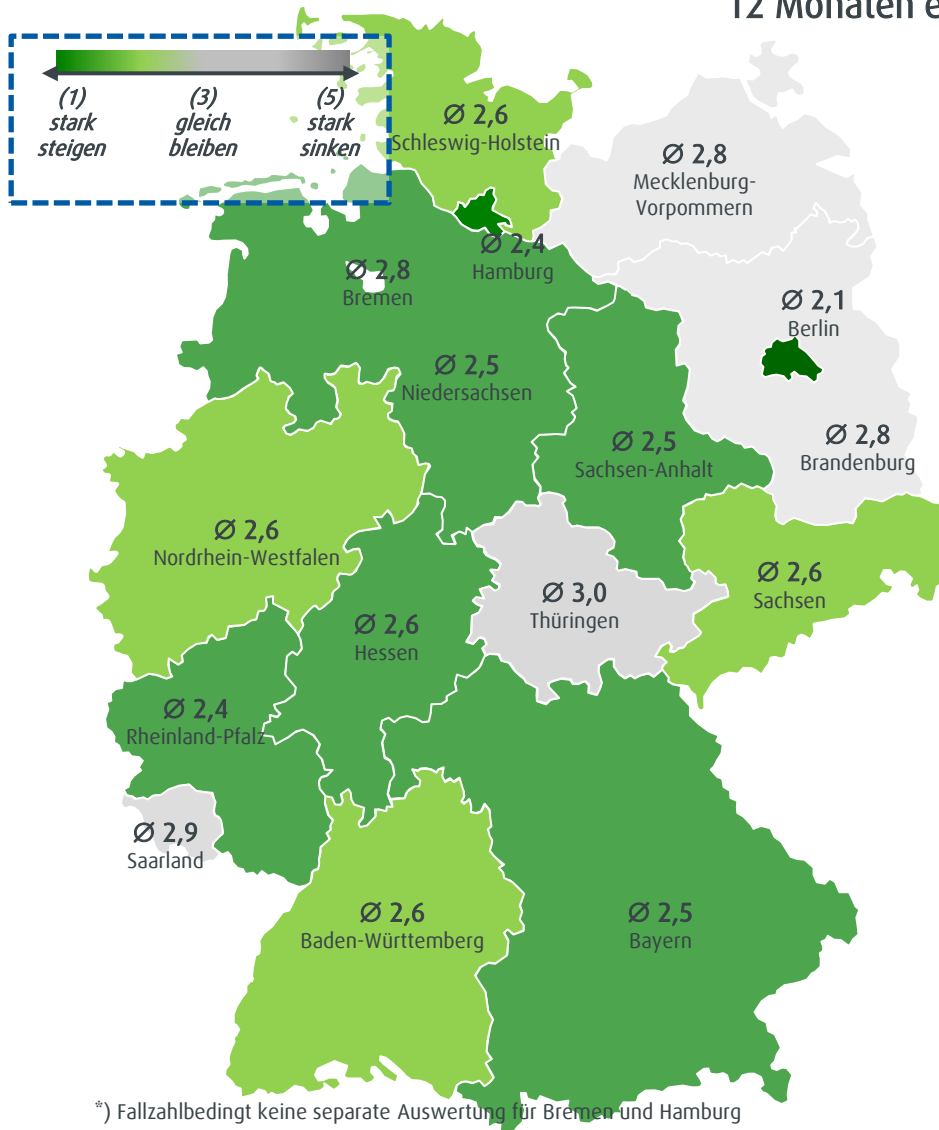 12 Monaten e
(1) (3) (5)
stark gleich stark
steigen bleiben sinken
Ø 2,6
Schleswig-Holstein
Ø 2,8
Mecklenburg-
Vorpommern
Ø 2,4
Hamburg
Ø 2,8
Bremen
Ø 2,1
Berlin
Ø 2,5
Niedersachsen
Ø 2,8
Brandenburg
Ø 2,5
Sachsen-Anhalt
Ø 2,6
Nordrhein-Westfalen
Ø 2,6
Sachsen
Ø 3,0
Thüringen
Ø 2,6
Hessen
Ø 2,4
Rheinland-Pfalz
Ø 2,9
Saarland
Ø 2,6
Baden-Württemberg
Ø 2,5
Bayern
*) Fallzahlbedingt keine separate Auswertung für Bremen und Hamburg